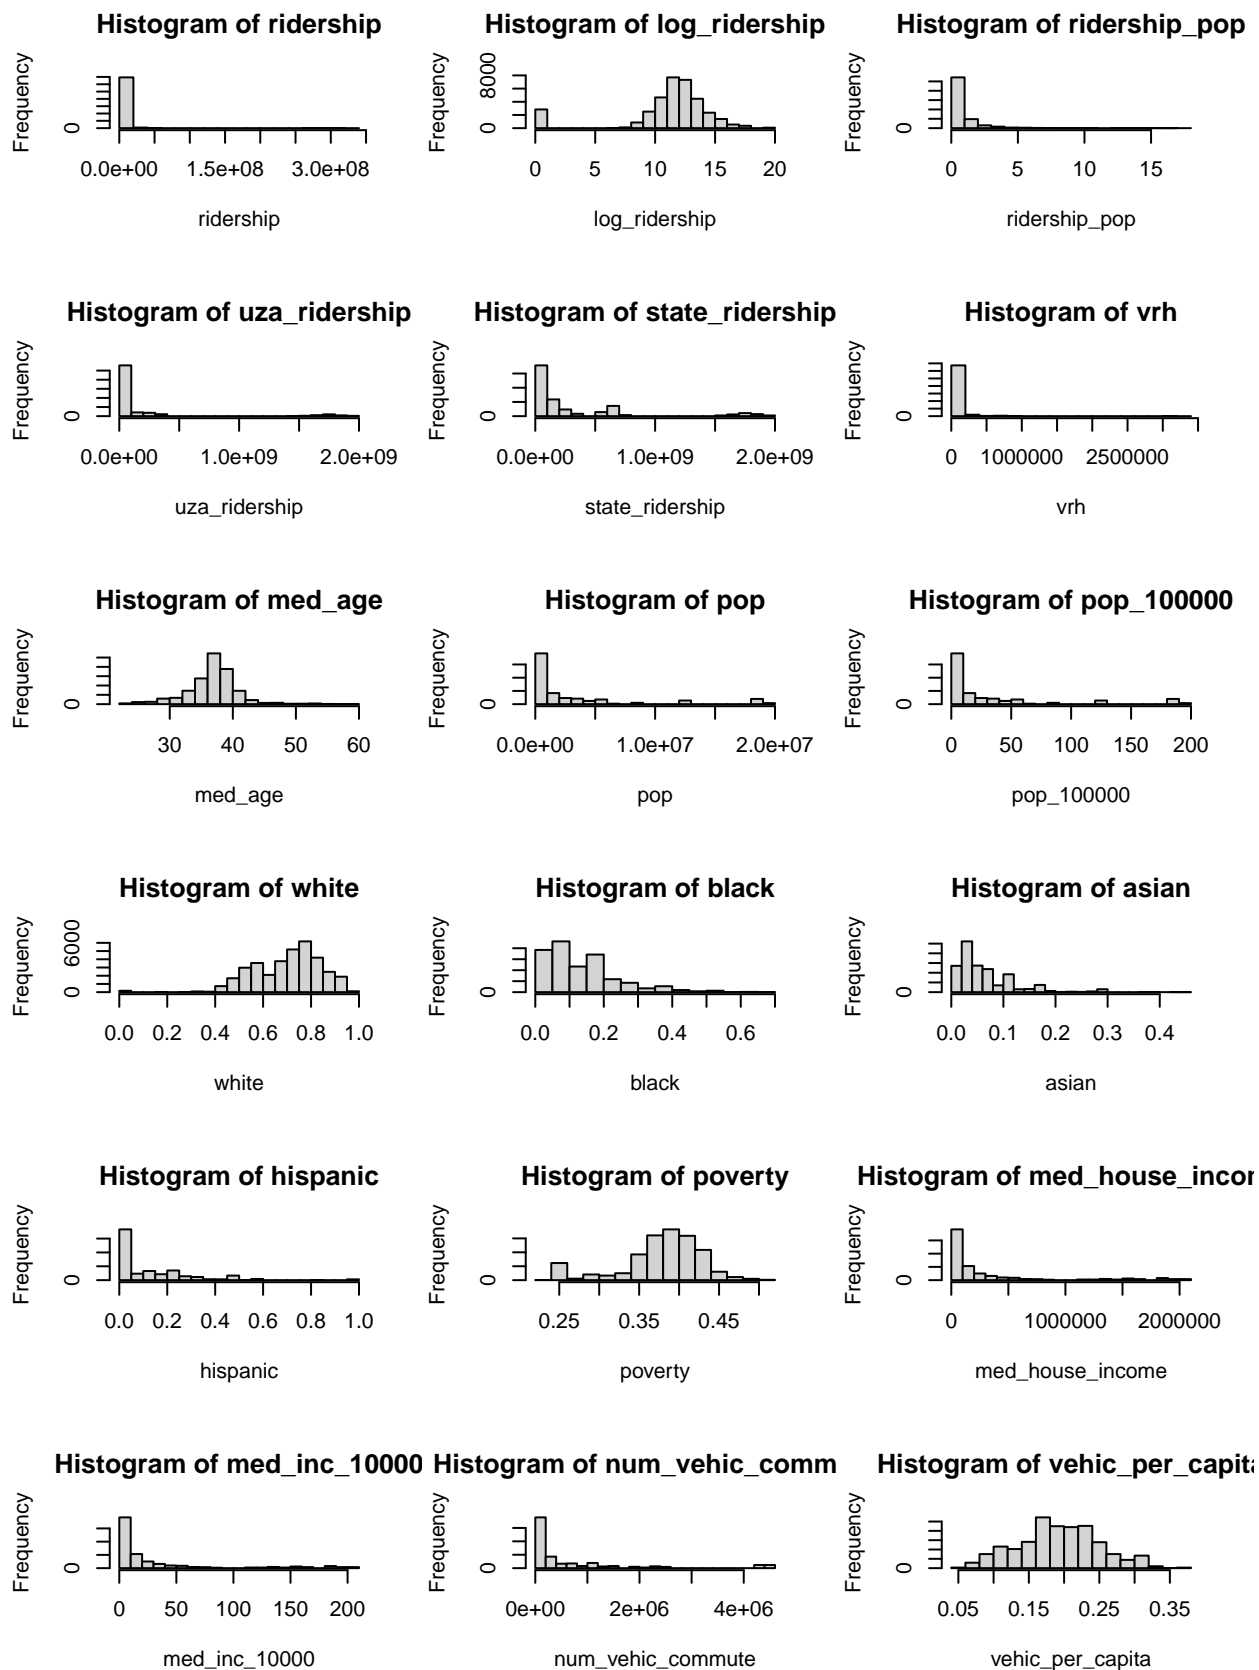 Histogram of ridership
Frequency
0
0.0e+00 1.5e+08 3.0e+08
ridership
Histogram of log_ridership
Frequency
0 8000
0 5 10 15 20
log_ridership
Histogram of ridership_pop
Frequency
0
0 5 10 15
ridership_pop
Histogram of uza_ridership
Frequency
0
0.0e+00 1.0e+09 2.0e+09
uza_ridership
Histogram of state_ridership
Frequency
0
0.0e+00 1.0e+09 2.0e+09
state_ridership
Histogram of vrh
Frequency
0
0 1000000 2500000
vrh
Histogram of med_age
Frequency
0
30 40 50 60
med_age
Histogram of pop
Frequency
0
0.0e+00 1.0e+07 2.0e+07
pop
Histogram of pop_100000
Frequency
0
0 50 100 150 200
pop_100000
Histogram of white
Frequency
0 6000
0.0 0.2 0.4 0.6 0.8 1.0
white
Histogram of black
Frequency
0
0.0 0.2 0.4 0.6
black
Histogram of asian
Frequency
0
0.0 0.1 0.2 0.3 0.4
asian
Histogram of hispanic
Frequency
0
0.0 0.2 0.4 0.6 0.8 1.0
hispanic
Histogram of poverty
Frequency
0
0.25 0.35 0.45
poverty
Histogram of med_house_incor
Frequency
0
0 1000000 2000000
med_house_income
Histogram of med_inc_10000
Frequency
0
0 50 100 150 200
med_inc_10000
Histogram of num_vehic_comm
Frequency
0
0e+00 2e+06 4e+06
num_vehic_commute
Histogram of vehic_per_capita
Frequency
0
0.05 0.15 0.25 0.35
vehic_per_capita